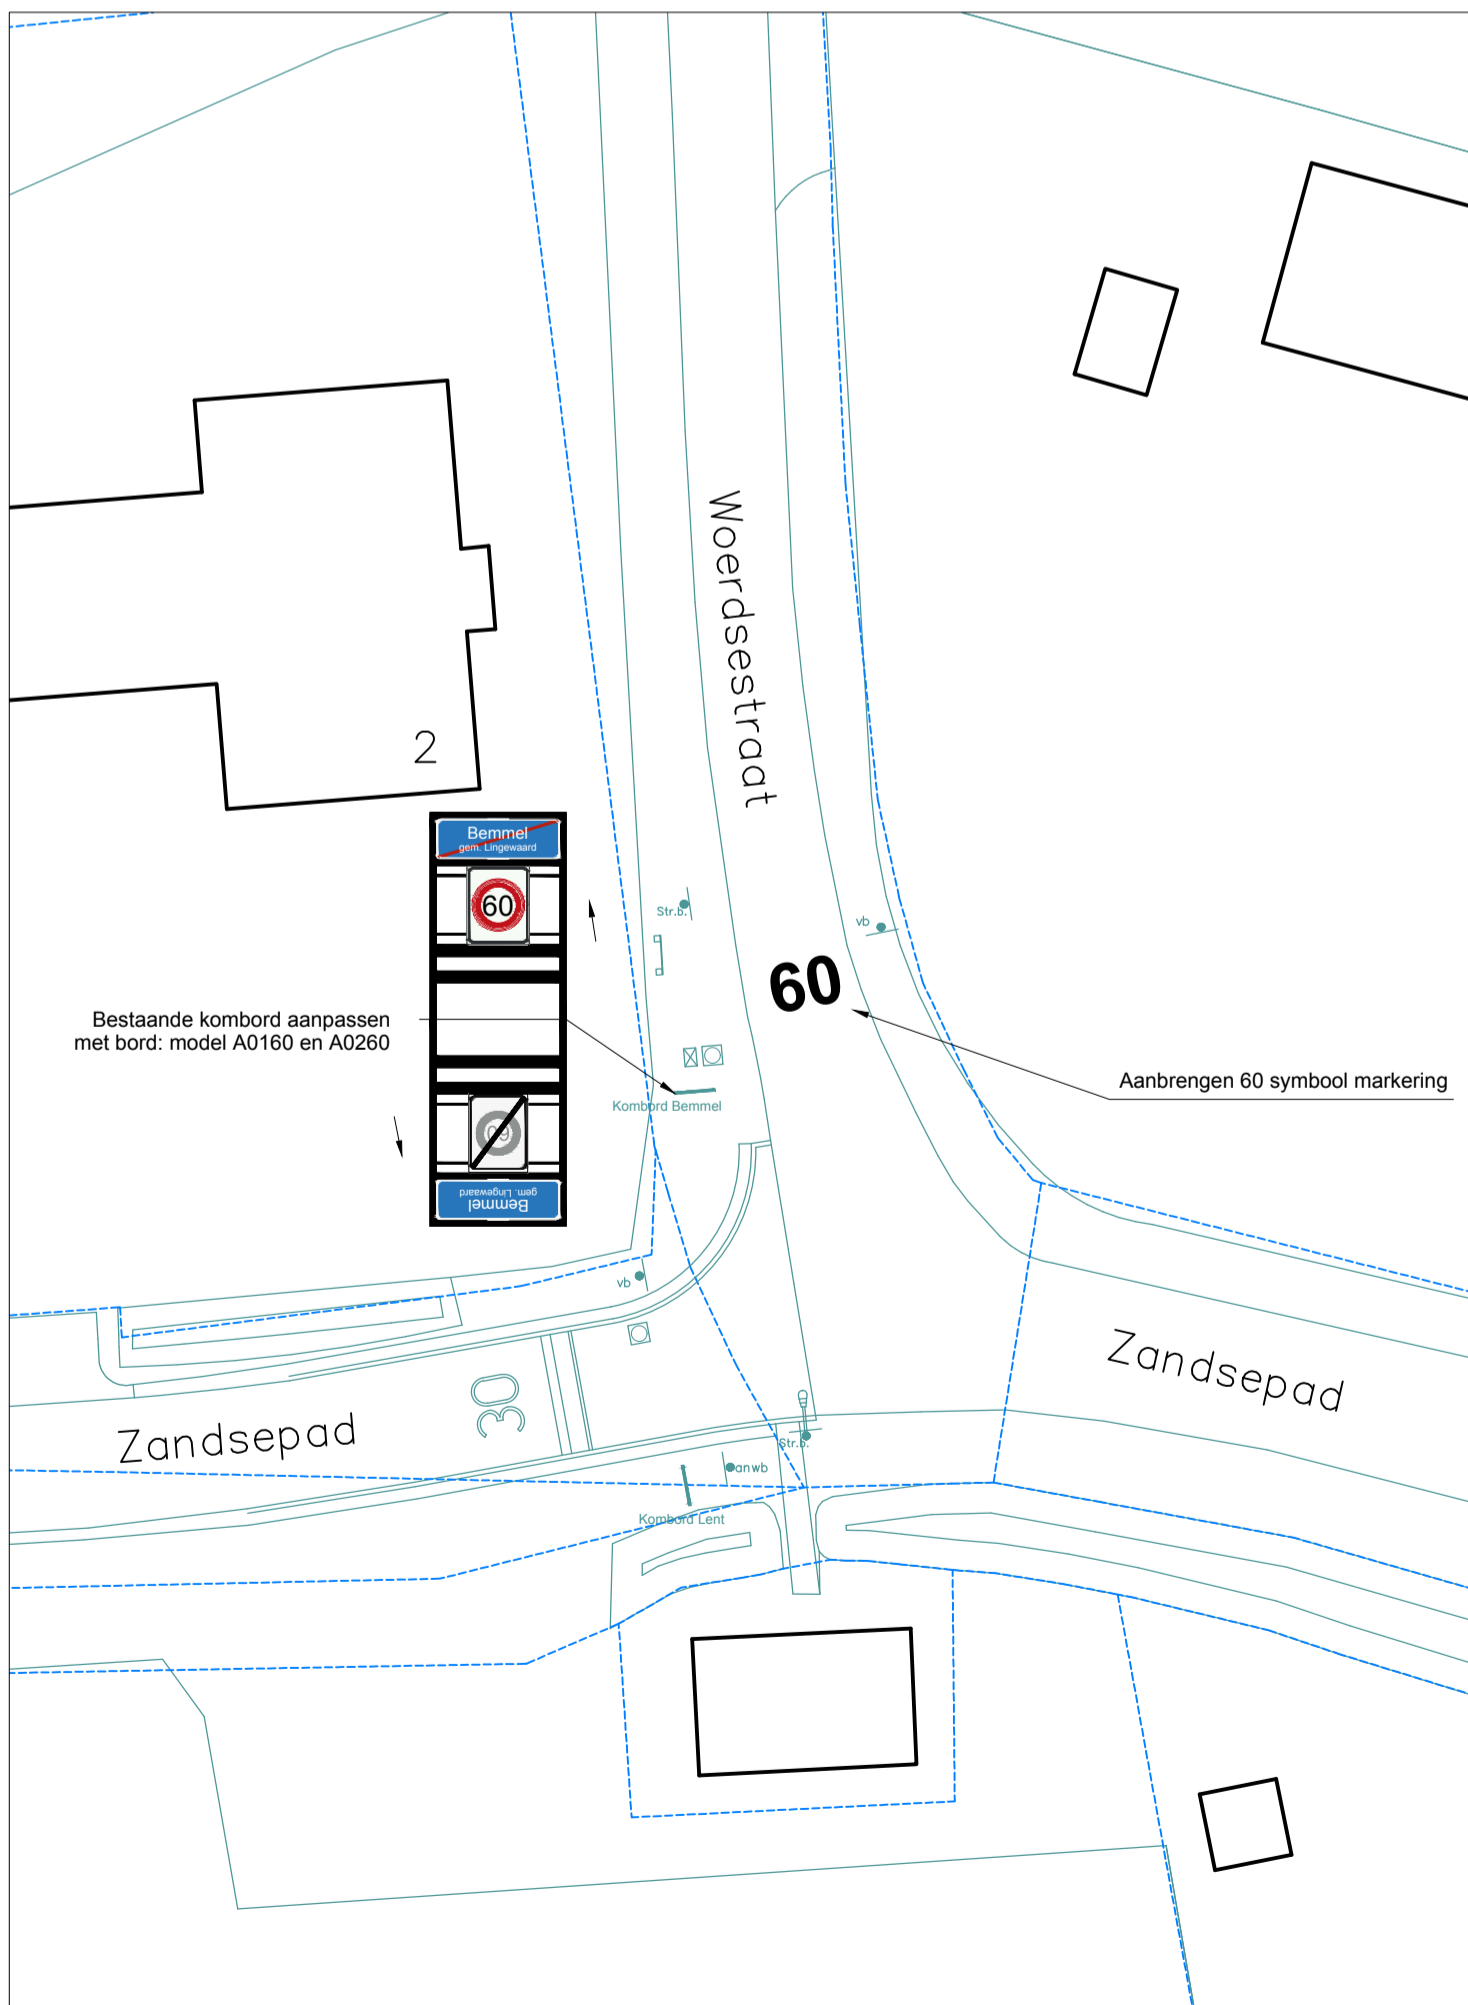 Woerdsestraat
2
Bemmel
gem. Lingewaard
60
Str.b.
vb
60
Bestaande kombord aanpassen
met bord: model A0160 en A0260
Aanbrengen 60 symbool markering
Kombord Bemmel
60
gem. Lingewaard
Bemmel
vb
30
Zandsepad
Zandsepad
Str.b.
anwb
Kombord Lent